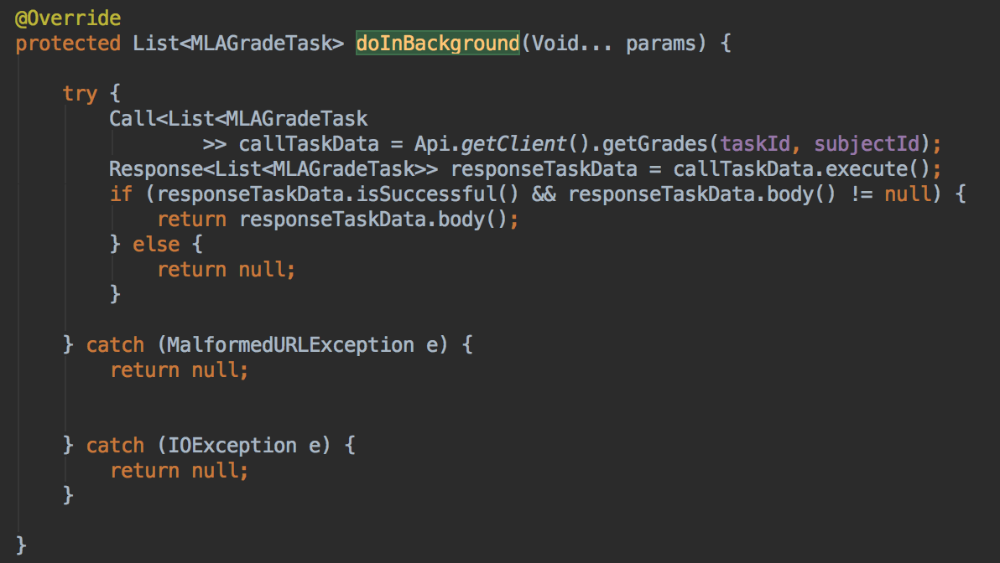 @Override
protected List<MLAGradeTask> doInBackground(Void... params) {
try {
Call<List<MLAGradeTask
>> callTaskData = Api.getClient().getGrades(taskId, subjectId);
Response<List<MLAGradeTask>> responseTaskData = callTaskData.execute();
if (responseTaskData.isSuccessful() && responseTaskData.body() != null) {
return responseTaskData.body();
} else {
return null;
}
} catch (MalformedURLException e) {
return null;
} catch (IOException e) {
return null;
}
}